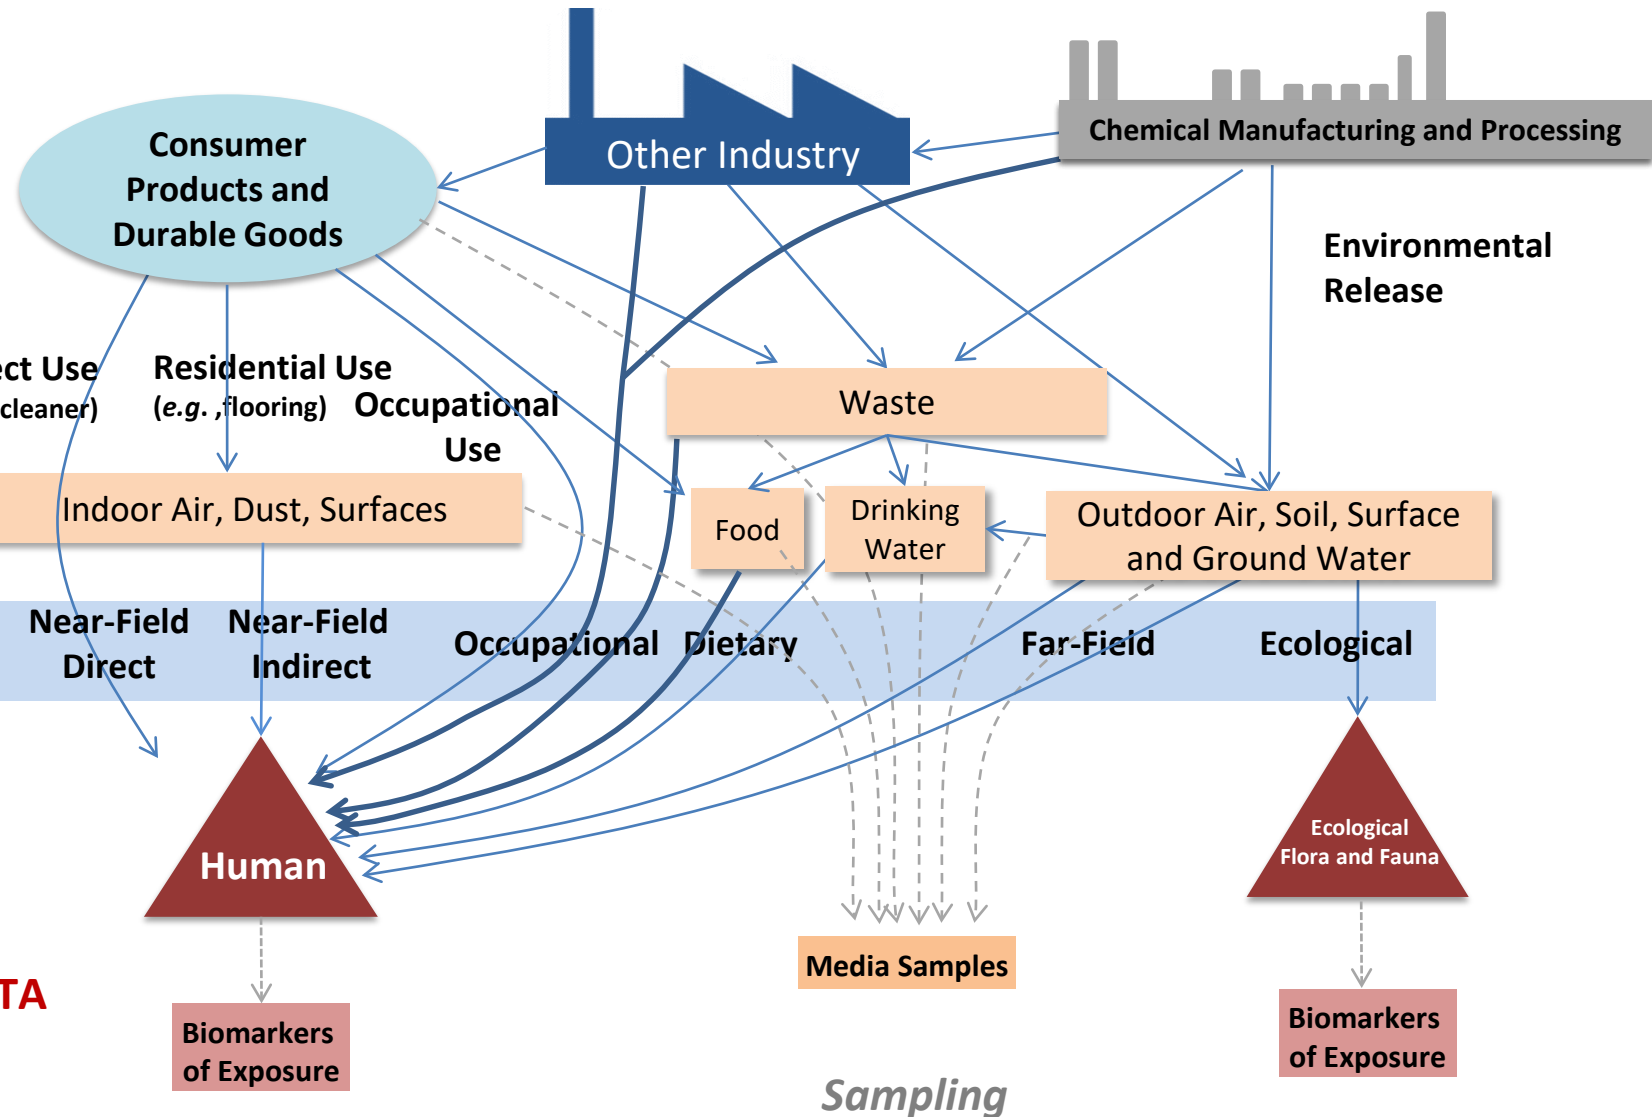 Consumer
Products and
Durable Goods
Other Industry
Chemical Manufacturing and Processing
Environmental
Release
ect Use
cleaner)
Residential Use
(e.g. ,flooring)
Occupational
Use
Waste
Indoor Air, Dust, Surfaces
Food
Drinking
Water
Outdoor Air, Soil, Surface
and Ground Water
Near-Field
Direct
Near-Field
Indirect
Occupational
Dietary
Far-Field
Ecological
Human
Ecological
Flora and Fauna
Media Samples
TA
Biomarkers
of Exposure
Biomarkers
of Exposure
Sampling